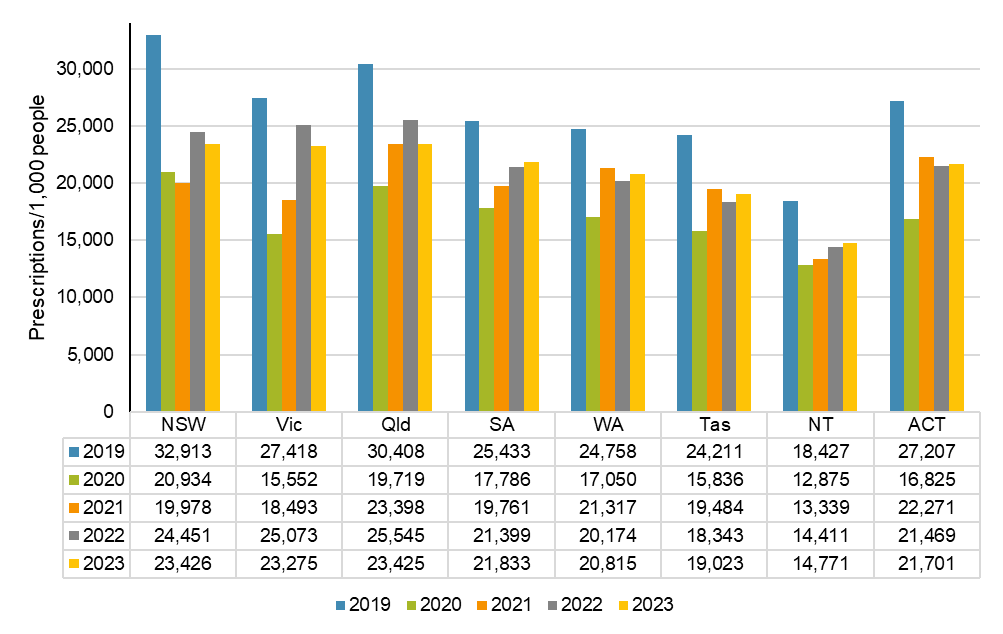 Prescriptions/1,000 people
30,000
25,000
20,000
15,000
10,000
5,000
0
NSW Vic Qld SA WA Tas NT ACT
2019 32,913 27,418 30,408 25,433 24,758 24,211 18,427 27,207
2020 20,934 15,552 19,719 17,786 17,050 15,836 12,875 16,825
2021 19,978 18,493 23,398 19,761 21,317 19,484 13,339 22,271
2022 24,451 25,073 25,545 21,399 20,174 18,343 14,411 21,469
2023 23,426 23,275 23,425 21,833 20,815 19,023 14,771 21,701
2019 2020 2021 2022 2023